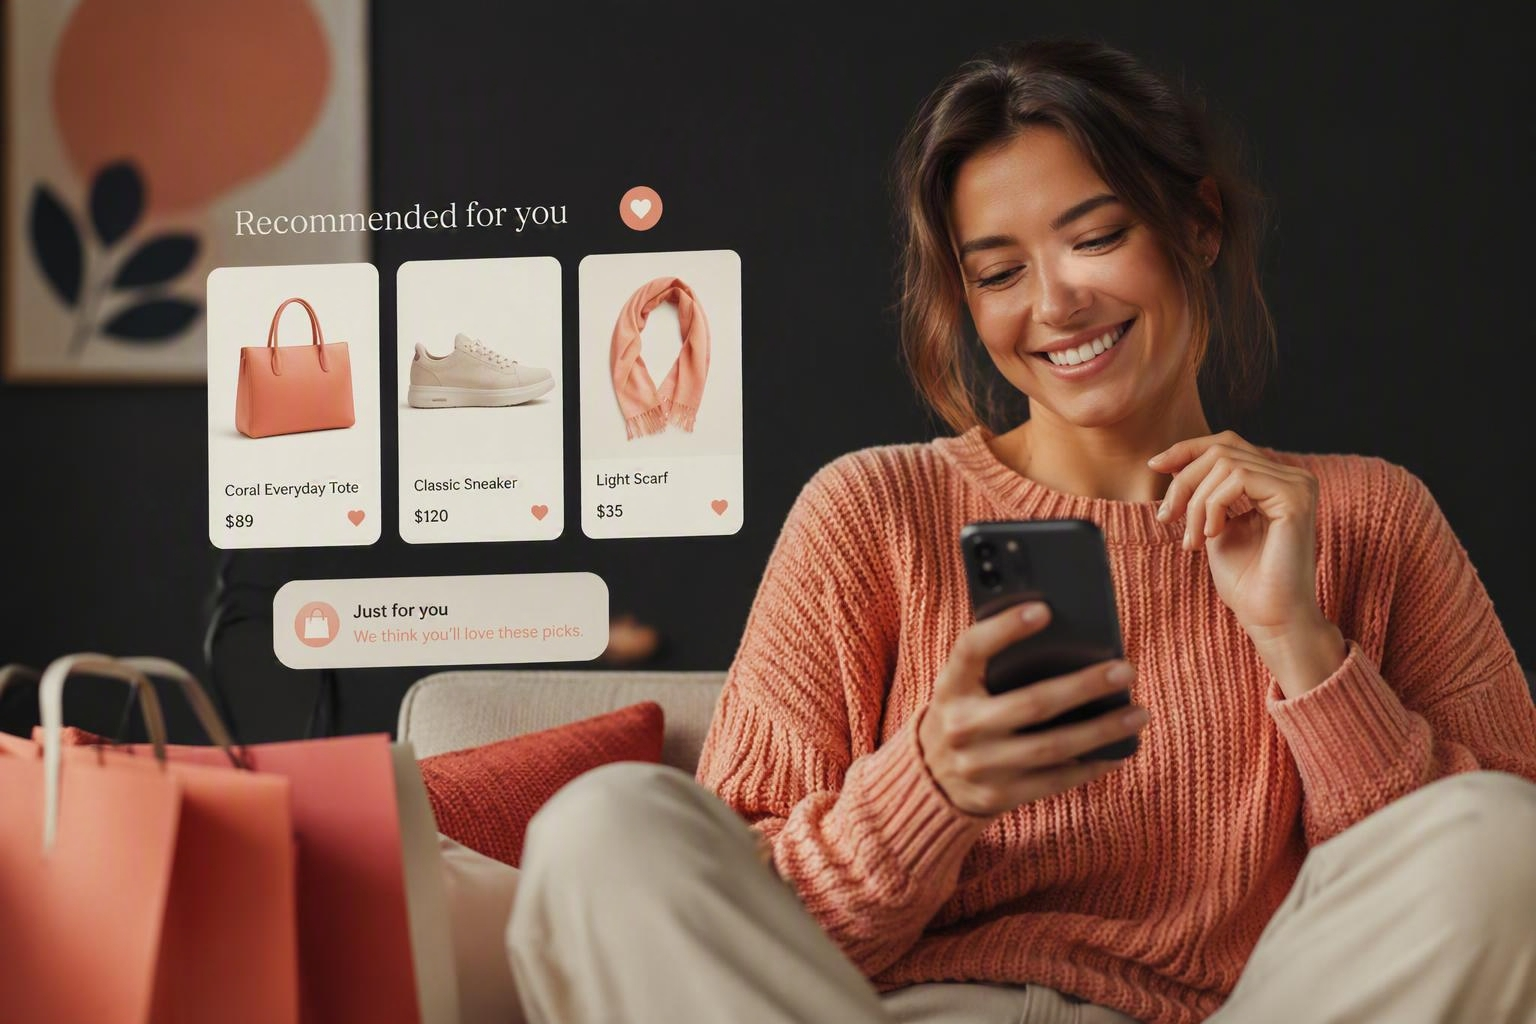 Recommended for you
Coral Everyday Tote
$89
Classic Sneaker
$120
Light Scarf
$35
Just for you
We think you'll love these picks.